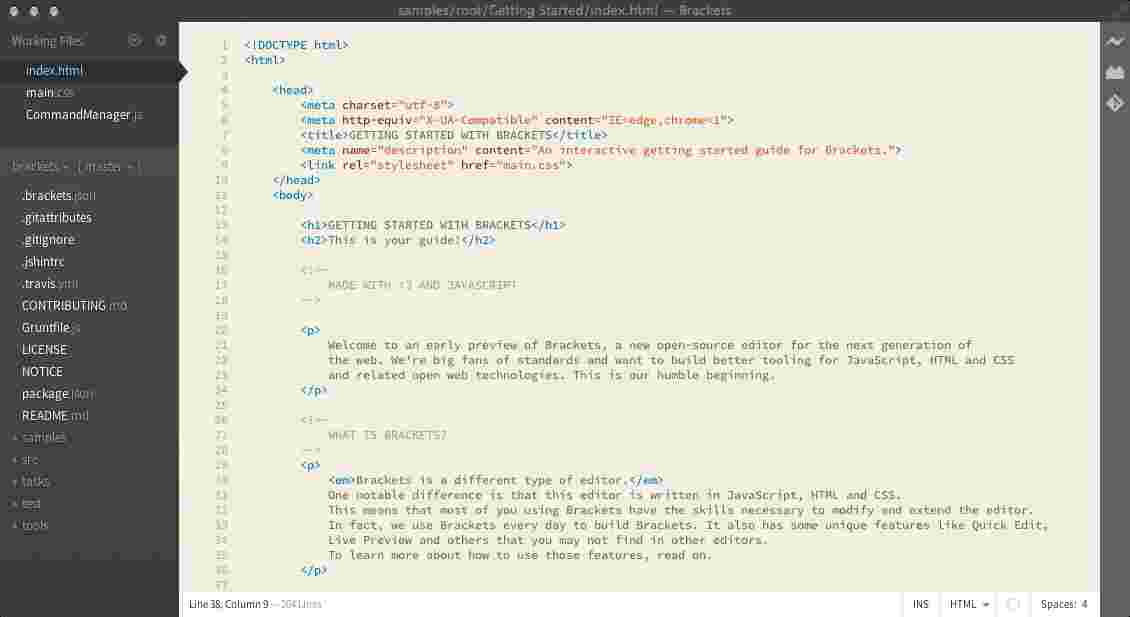 samples/root/Getting Started/index.html — Brackets
Working Files
index.html
main.css
CommandManager.js
brackets
[ master ]
.brackets.json
.gitattributes
.gitignore
.jshintrc
.travis.yml
CONTRIBUTING.md
Gruntfile.js
LICENSE
NOTICE
package.json
README.md
samples
src
tasks
test
tools
1 <!DOCTYPE html>
2 <html>
3
4 <head>
5 <meta charset="utf-8">
6 <meta http-equiv="X-UA-Compatible" content="IE=edge,chrome=1">
7 <title>GETTING STARTED WITH BRACKETS</title>
8 <meta name="description" content="An interactive getting started guide for Brackets.">
9 <link rel="stylesheet" href="main.css">
10 </head>
11 <body>
12
13 <h1>GETTING STARTED WITH BRACKETS</h1>
14 <h2>This is your guide!</h2>
15
16 <!--
17 MADE WITH <3 AND JAVASCRIPT
18 -->
19
20 <p>
21 Welcome to an early preview of Brackets, a new open-source editor for the next generation of
22 the web. We're big fans of standards and want to build better tooling for JavaScript, HTML and CSS
23 and related open web technologies. This is our humble beginning.
24 </p>
25
26 <!--
27 WHAT IS BRACKETS?
28 -->
29 <p>
30 <em>Brackets is a different type of editor.</em>
31 One notable difference is that this editor is written in JavaScript, HTML and CSS.
32 This means that most of you using Brackets have the skills necessary to modify and extend the editor.
33 In fact, we use Brackets every day to build Brackets. It also has some unique features like Quick Edit,
34 Live Preview and others that you may not find in other editors.
35 To learn more about how to use those features, read on.
36 </p>
37
Line 38, Column 9 — 204 Lines
INS
HTML
Spaces: 4